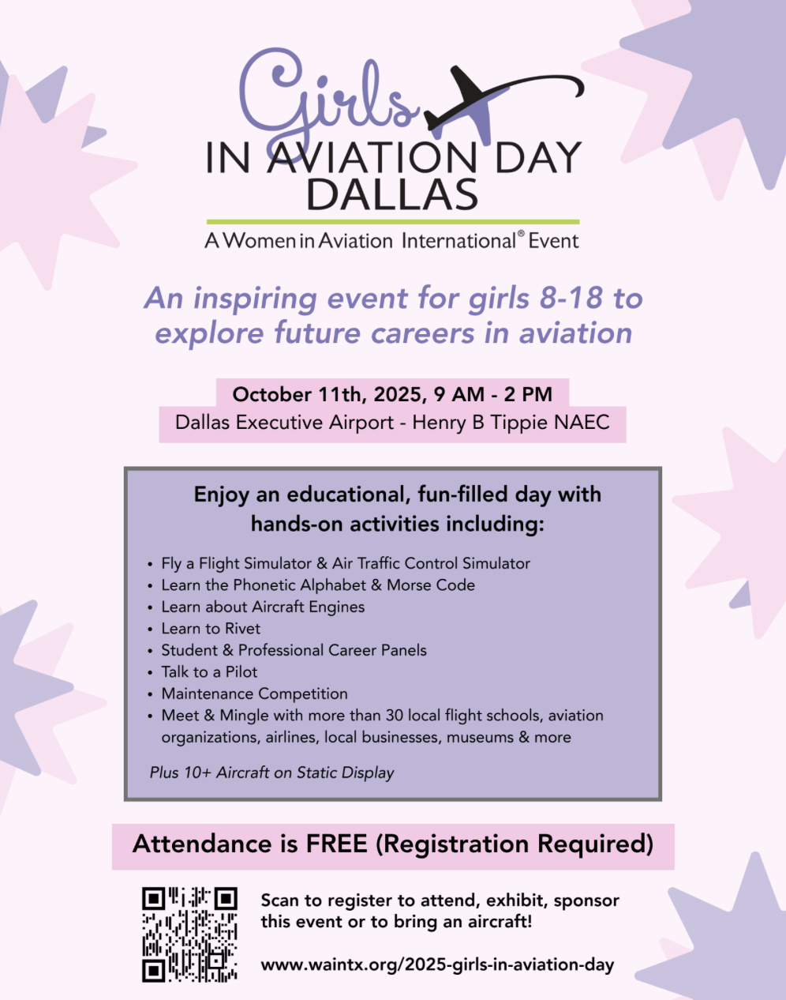 Girls
IN AVIATION DAY
DALLAS
A Women in Aviation International® Event
An inspiring event for girls 8-18 to
explore future careers in aviation
October 11th, 2025, 9 AM - 2 PM
Dallas Executive Airport - Henry B Tippie NAEC
Enjoy an educational, fun-filled day with
hands-on activities including:
• Fly a Flight Simulator & Air Traffic Control Simulator
• Learn the Phonetic Alphabet & Morse Code
• Learn about Aircraft Engines
• Learn to Rivet
• Student & Professional Career Panels
• Talk to a Pilot
• Maintenance Competition
• Meet & Mingle with more than 30 local flight schools, aviation
organizations, airlines, local businesses, museums & more
Plus 10+ Aircraft on Static Display
Attendance is FREE (Registration Required)
Scan to register to attend, exhibit, sponsor
this event or to bring an aircraft!
www.waintx.org/2025-girls-in-aviation-day